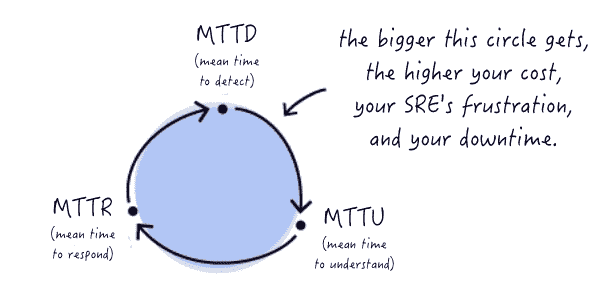 MTTD
(mean time
to detect)
the bigger this circle gets,
the higher your cost,
your SRE's frustration,
and your downtime.
MTTR
(mean time
to respond)
MTTU
(mean time
to understand)